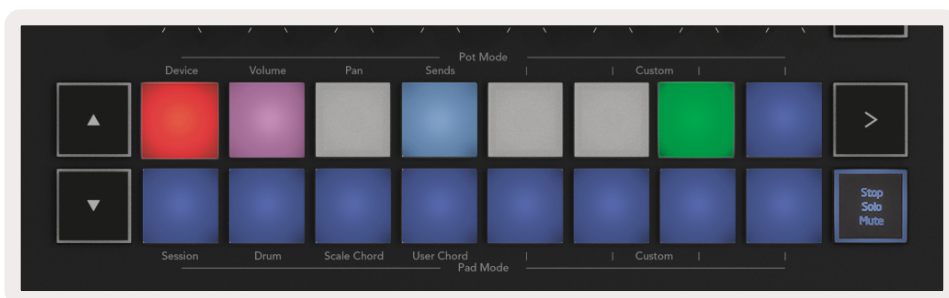 Pot Mode
Device Volume Pan Sends Custom
▲ >
▼ Stop
Solo
Mute
Session Drum Scale Chord User Chord Custom
Pad Mode